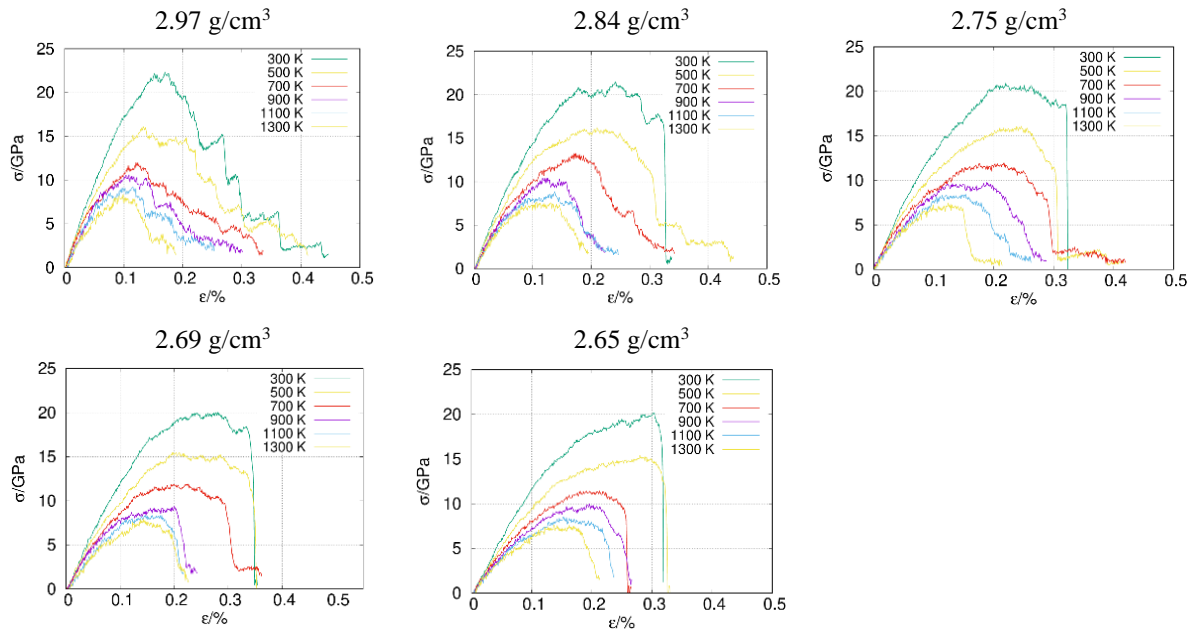 2.97 g/cm³
25
20
15
10
5
0
σ/GPa
300 K
500 K
700 K
900 K
1100 K
1300 K
0
0.1
0.2
0.3
0.4
0.5
ε/%
2.84 g/cm³
25
20
15
10
5
0
σ/GPa
300 K
500 K
700 K
900 K
1100 K
1300 K
0
0.1
0.2
0.3
0.4
0.5
ε/%
2.75 g/cm³
25
20
15
10
5
0
σ/GPa
300 K
500 K
700 K
900 K
1100 K
1300 K
0
0.1
0.2
0.3
0.4
0.5
ε/%
2.69 g/cm³
25
20
15
10
5
0
σ/GPa
300 K
500 K
700 K
900 K
1100 K
1300 K
0
0.1
0.2
0.3
0.4
0.5
ε/%
2.65 g/cm³
25
20
15
10
5
0
σ/GPa
300 K
500 K
700 K
900 K
1100 K
1300 K
0
0.1
0.2
0.3
0.4
0.5
ε/%